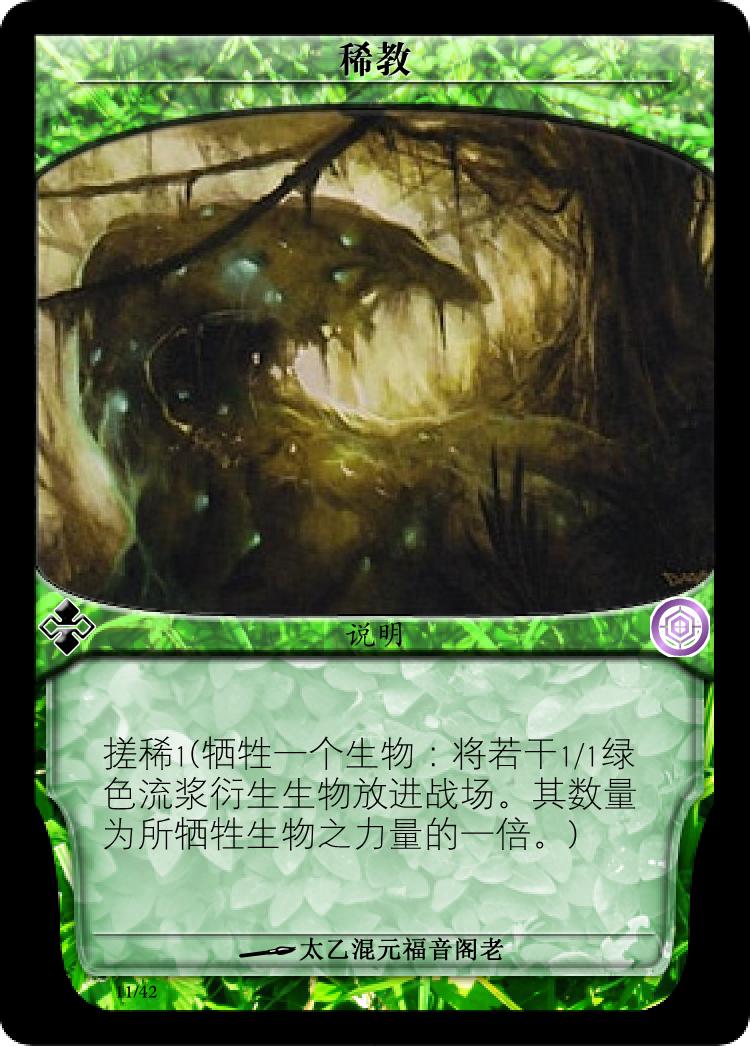 稀教
说明
搓稀1(牺牲一个生物：将若干1/1绿
色流浆衍生生物放进战场。其数量
为所牺牲生物之力量的一倍。)
太乙混元福音阁老
11/42